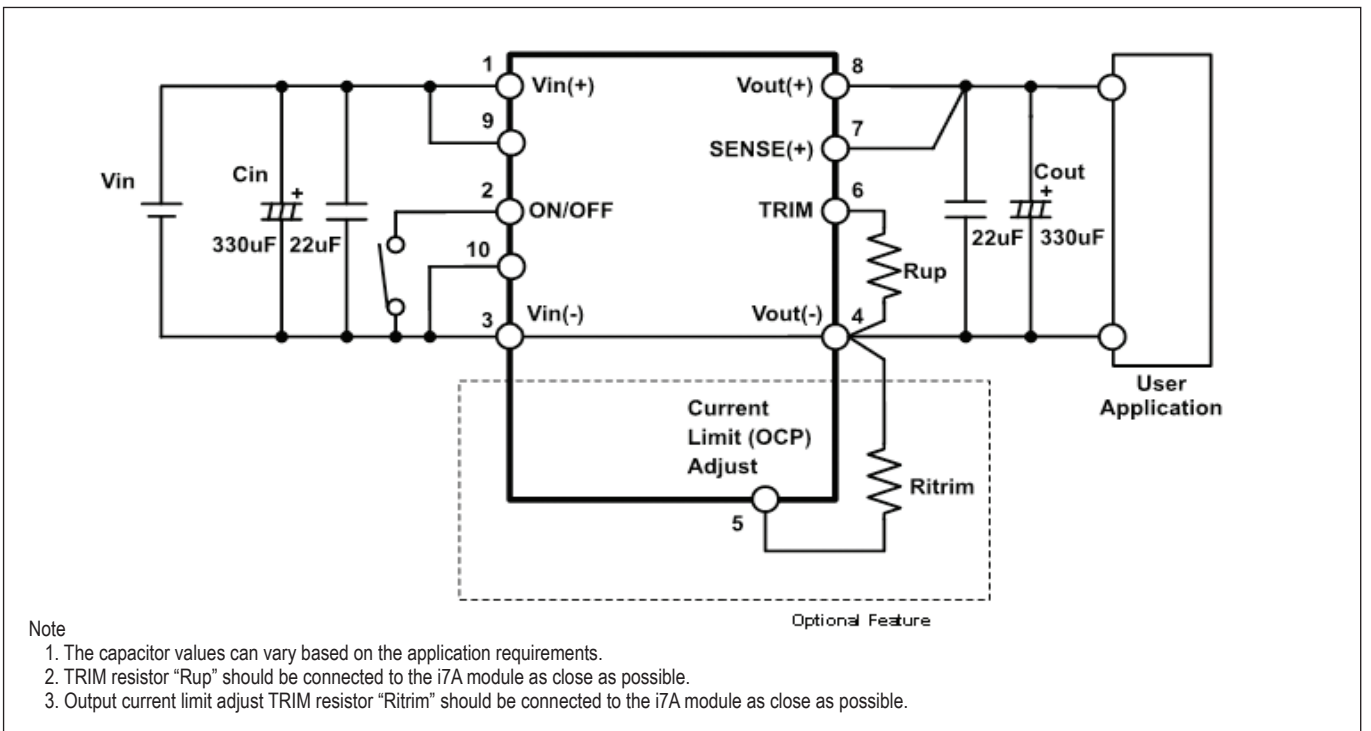 1
Vin(+)
Vout(+)
8
9
7
SENSE(+)
Vin
Cin
+
330uF
22uF
2
ON/OFF
TRIM
6
Cout
+
22uF
330uF
10
Rup
3
Vin(-)
Vout(-)
4
User
Application
Current
Limit (OCP)
Adjust
Ritrim
5
Optional Feature
Note
1. The capacitor values can vary based on the application requirements.
2. TRIM resistor “Rup” should be connected to the i7A module as close as possible.
3. Output current limit adjust TRIM resistor “Ritrim” should be connected to the i7A module as close as possible.